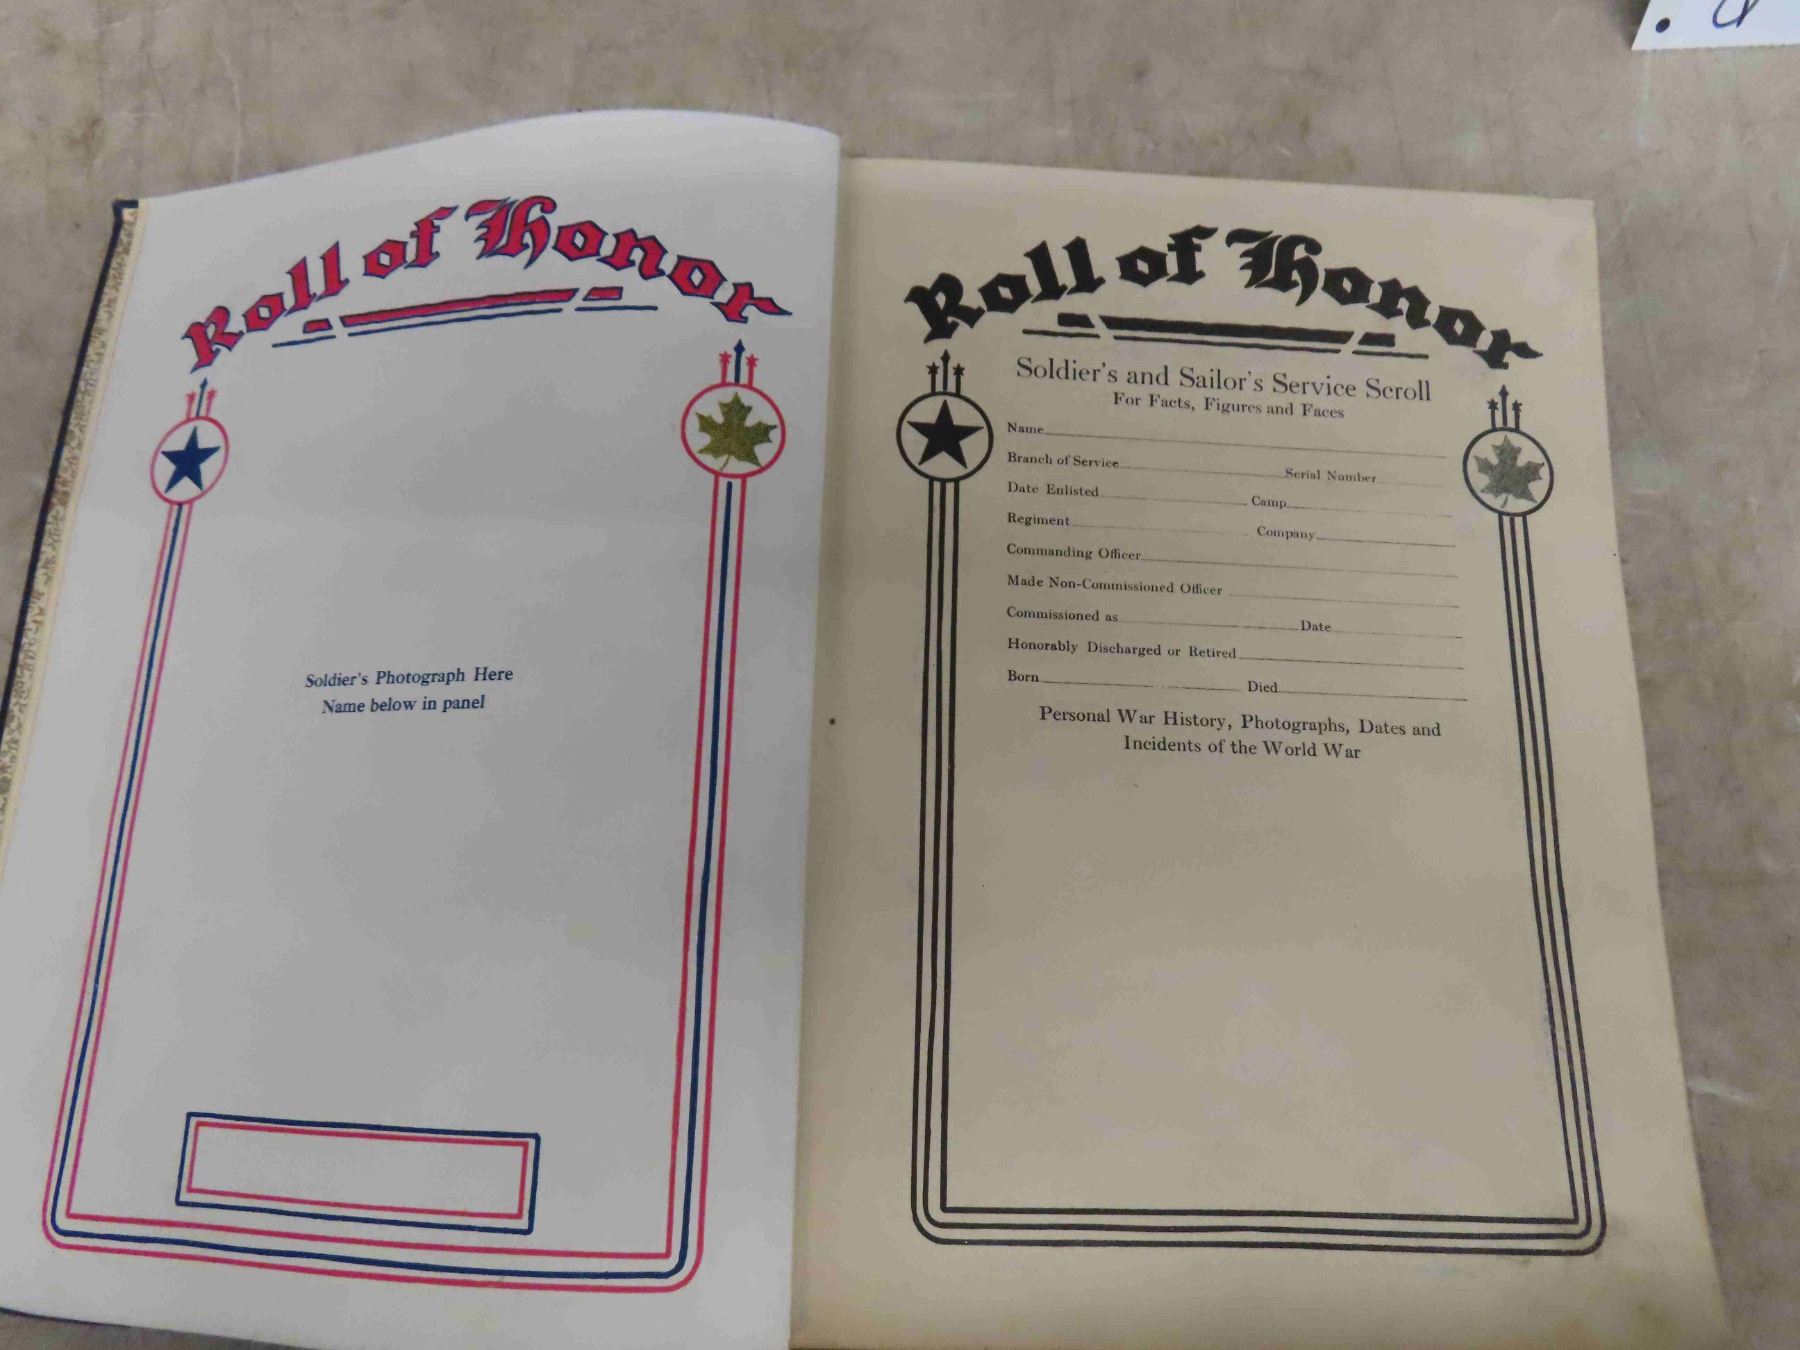 Roll of Honor
Soldier's Photograph Here
Name below in panel
Roll of Honor
Soldier's and Sailor's Service Scroll
For Facts, Figures and Faces
Name
Branch of Service Serial Number
Date Enlisted Camp
Regiment Company
Commanding Officer
Made Non-Commissioned Officer
Commissioned as Date
Honorably Discharged or Retired
Born Died
Personal War History, Photographs, Dates and
Incidents of the World War